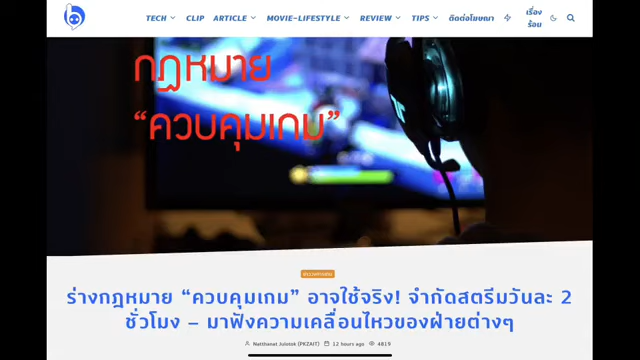 TECH CLIP ARTICLE MOVIE-LIFESTYLE REVIEW TIPS ติดต่อโฆษณา เรื่องร้อน
กฎหมาย
“ควบคุมเกม”
ร่างกฎหมาย “ควบคุมเกม” อาจใช้จริง! จำกัดสตรีมวันละ 2
ชั่วโมง – มาฟังความเคลื่อนไหวของฝ่ายต่างๆ
Natthanat Julotok (PKZAIT) 12 hours ago 4819